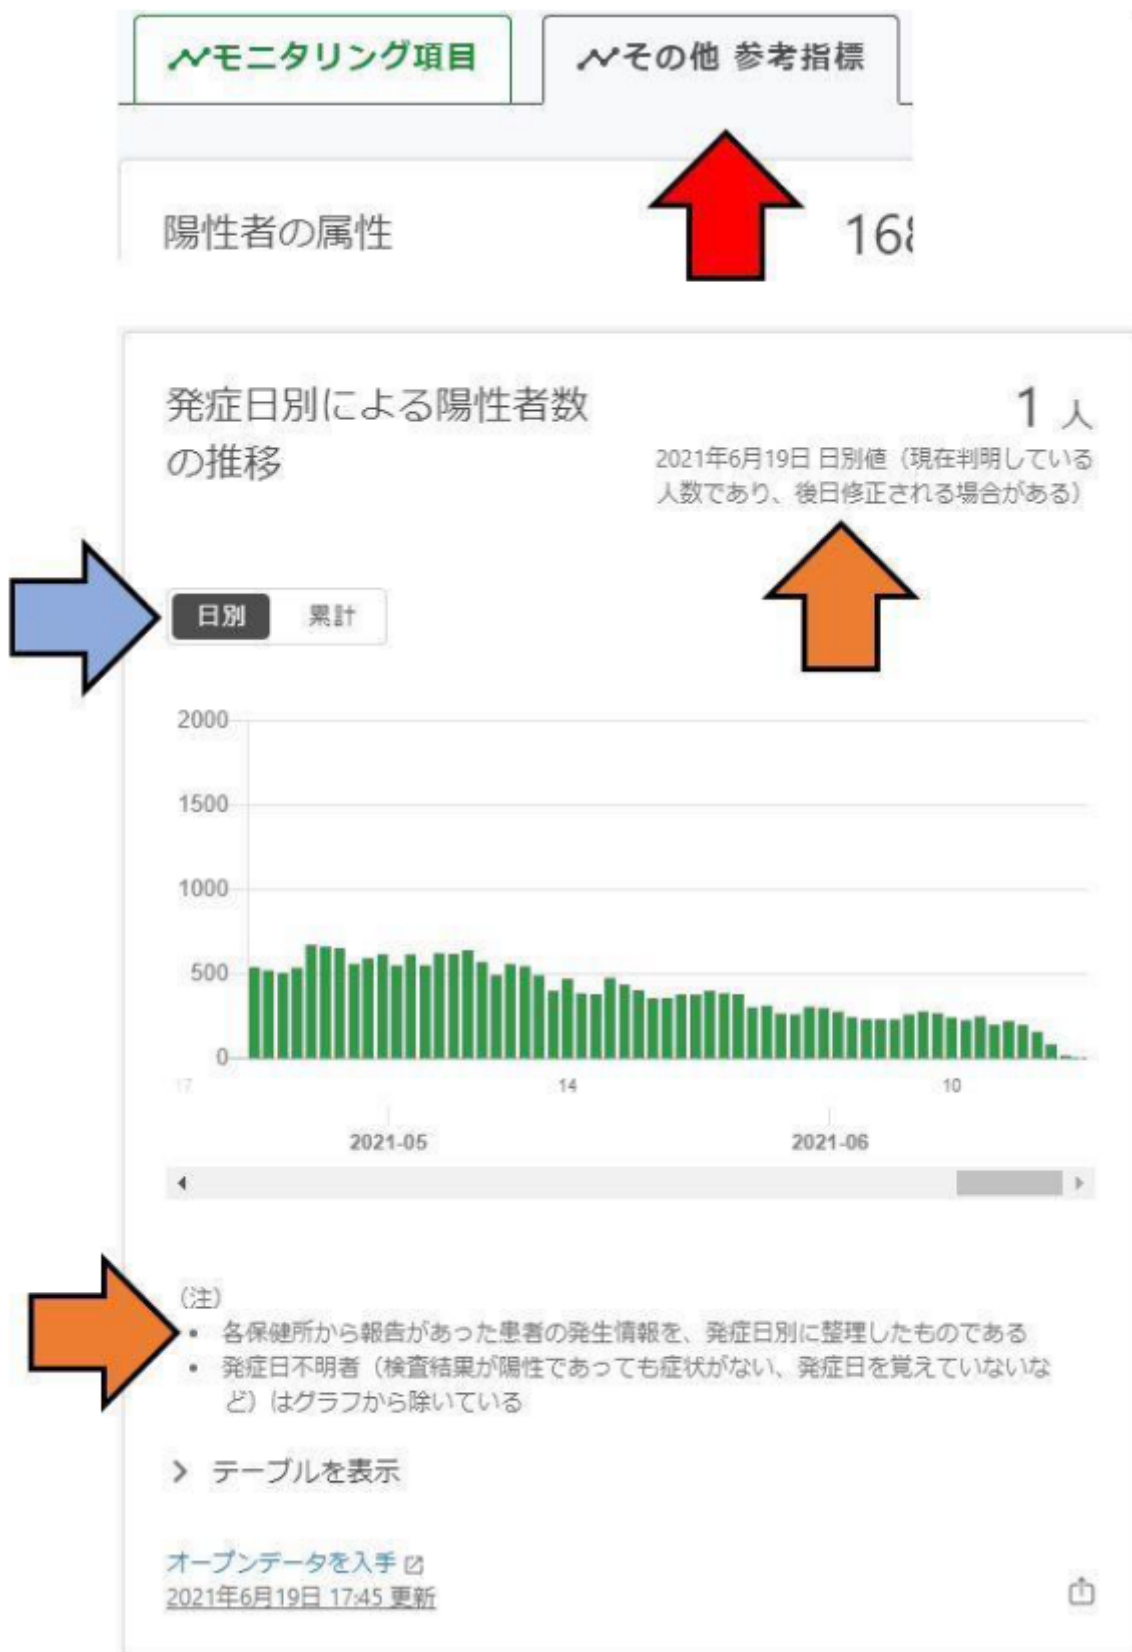 モニタリング項目
その他 参考指標
陽性者の属性
168
発症日別による陽性者数
の推移
1 人
2021年6月19日 日別値（現在判明している
人数であり、後日修正される場合がある）
日別 累計
2000
1500
1000
500
0
17 14 10
2021-05 2021-06
（注）
• 各保健所から報告があった患者の発生情報を、発症日別に整理したものである
• 発症日不明者（検査結果が陽性であっても症状がない、発症日を覚えていないな
ど）はグラフから除いている
テーブルを表示
オープンデータを入手
2021年6月19日 17:45 更新